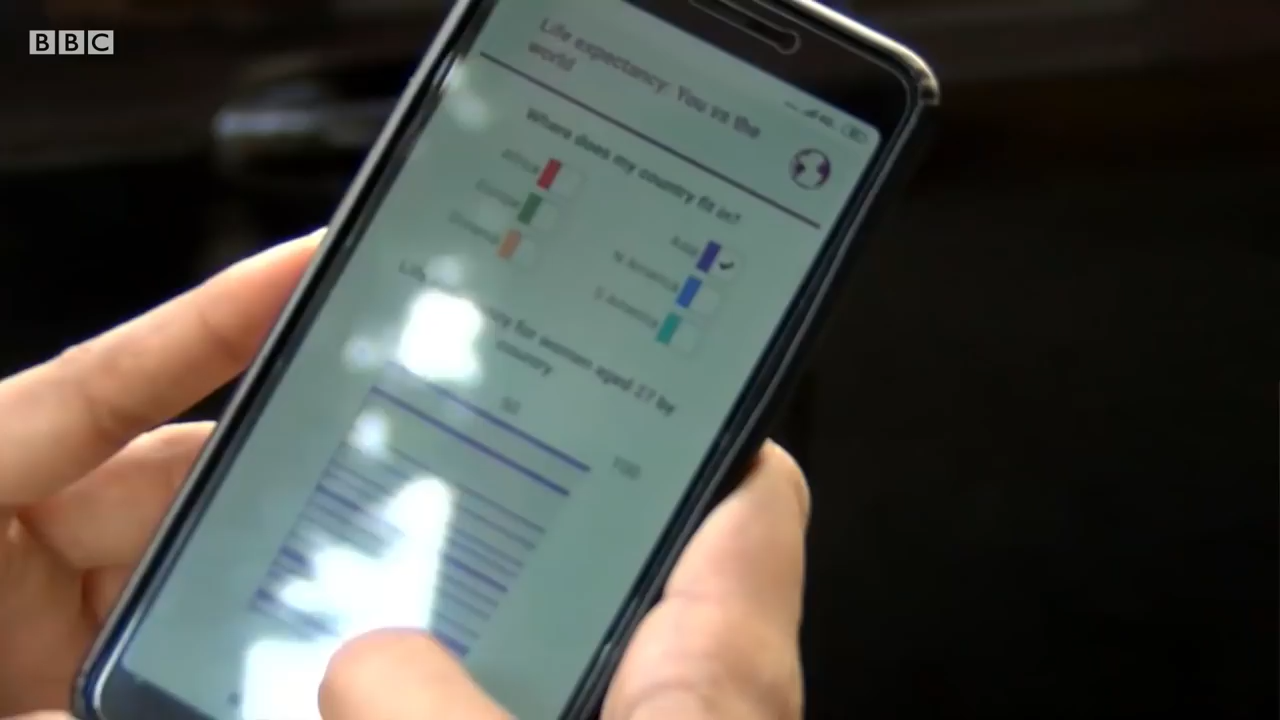 BBC
Life expectancy: You vs the
world
Where does my country fit in?
Africa
Asia
Europe
N America
Oceania
S America
for women aged 27 by
country
50
100